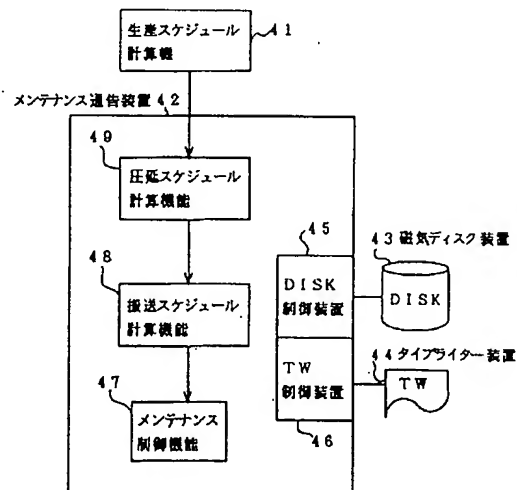 生産スケジュール
計算機
41
メンテナンス通告装置 42
49
圧延スケジュール
計算機能
48
搬送スケジュール
計算機能
47
メンテナンス
制御機能
45
DISK
制御装置
TW
制御装置
46
43 磁気ディスク装置
DISK
44 タイプライター装置
TW